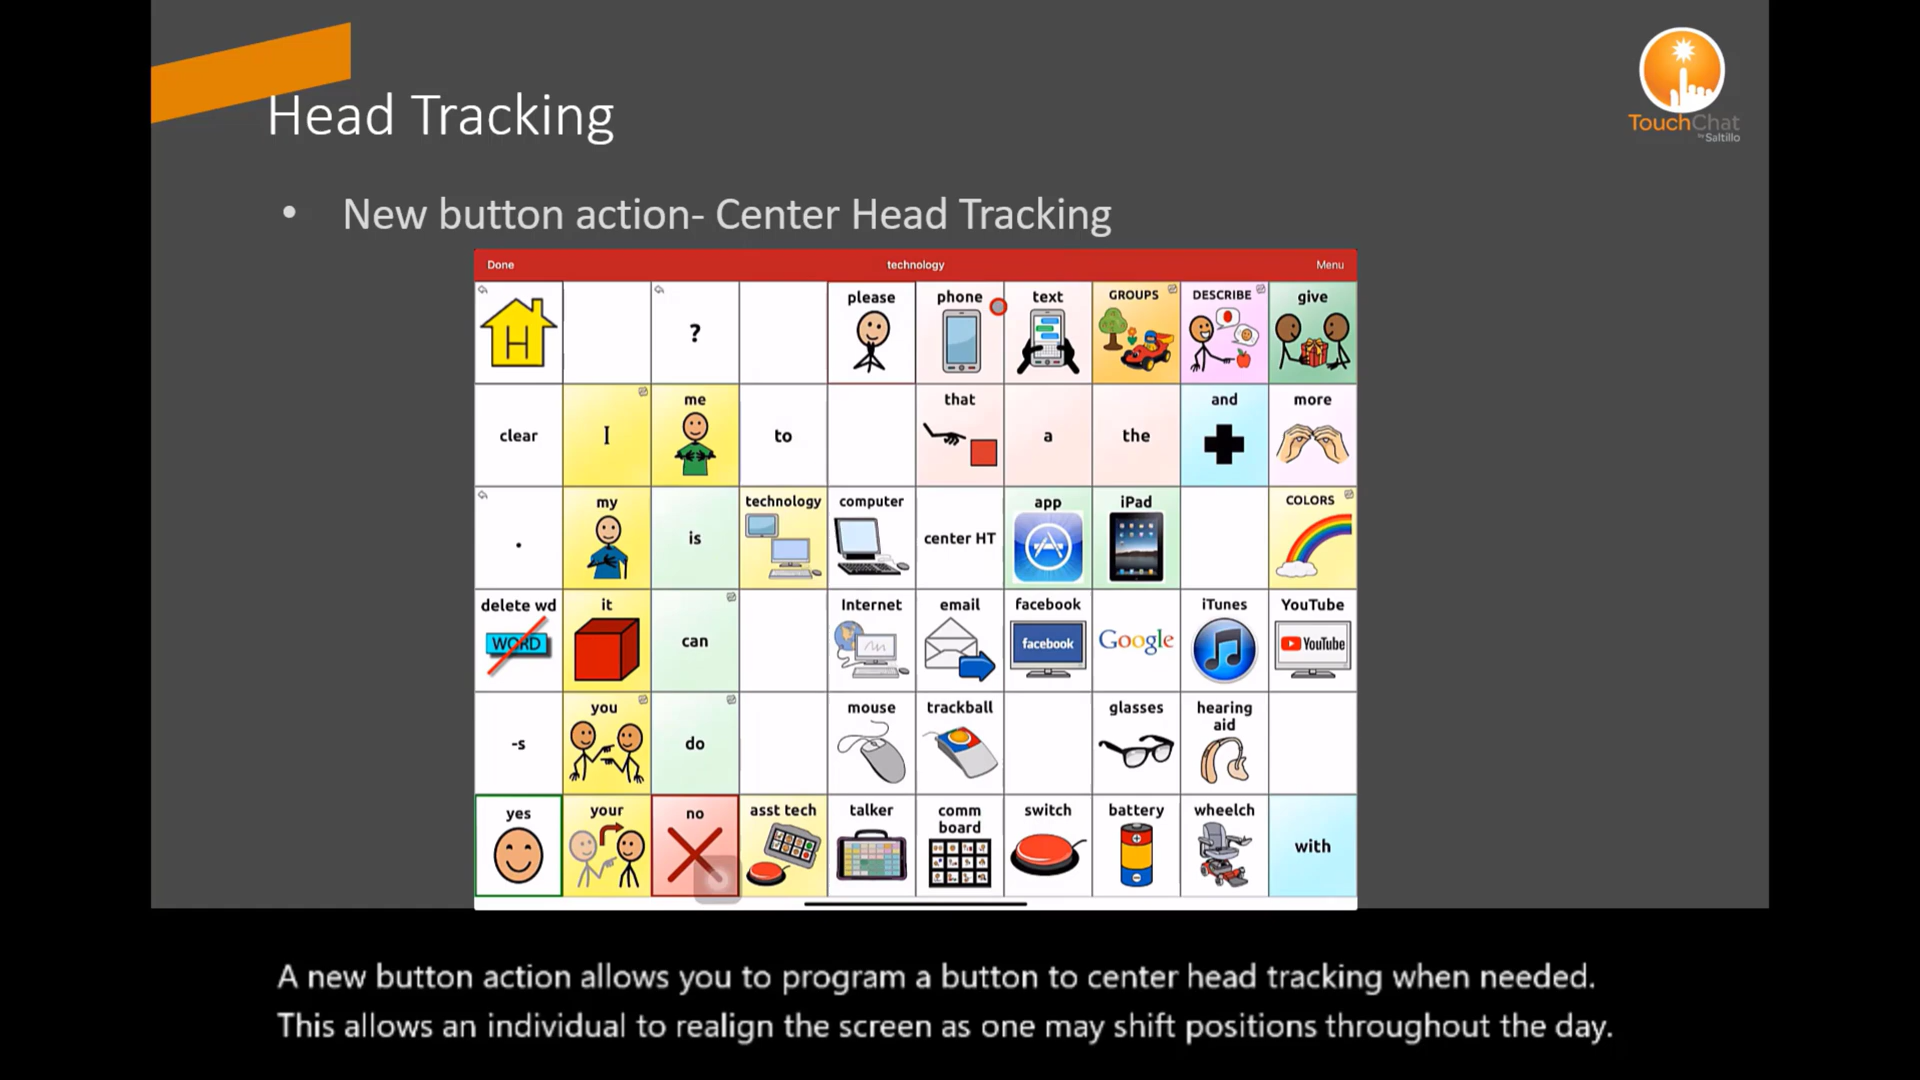 Head Tracking
TouchChat
by Saltillo
• New button action- Center Head Tracking
Done technology Menu
H ? please phone text GROUPS DESCRIBE give
clear I me to that a the and more
. my is technology computer center HT app iPad COLORS
delete wd it can Internet email facebook Google iTunes YouTube
WORD facebook YouTube
-s you do mouse trackball glasses hearing aid
yes your no asst tech talker comm board switch battery wheelch with
A new button action allows you to program a button to center head tracking when needed.
This allows an individual to realign the screen as one may shift positions throughout the day.